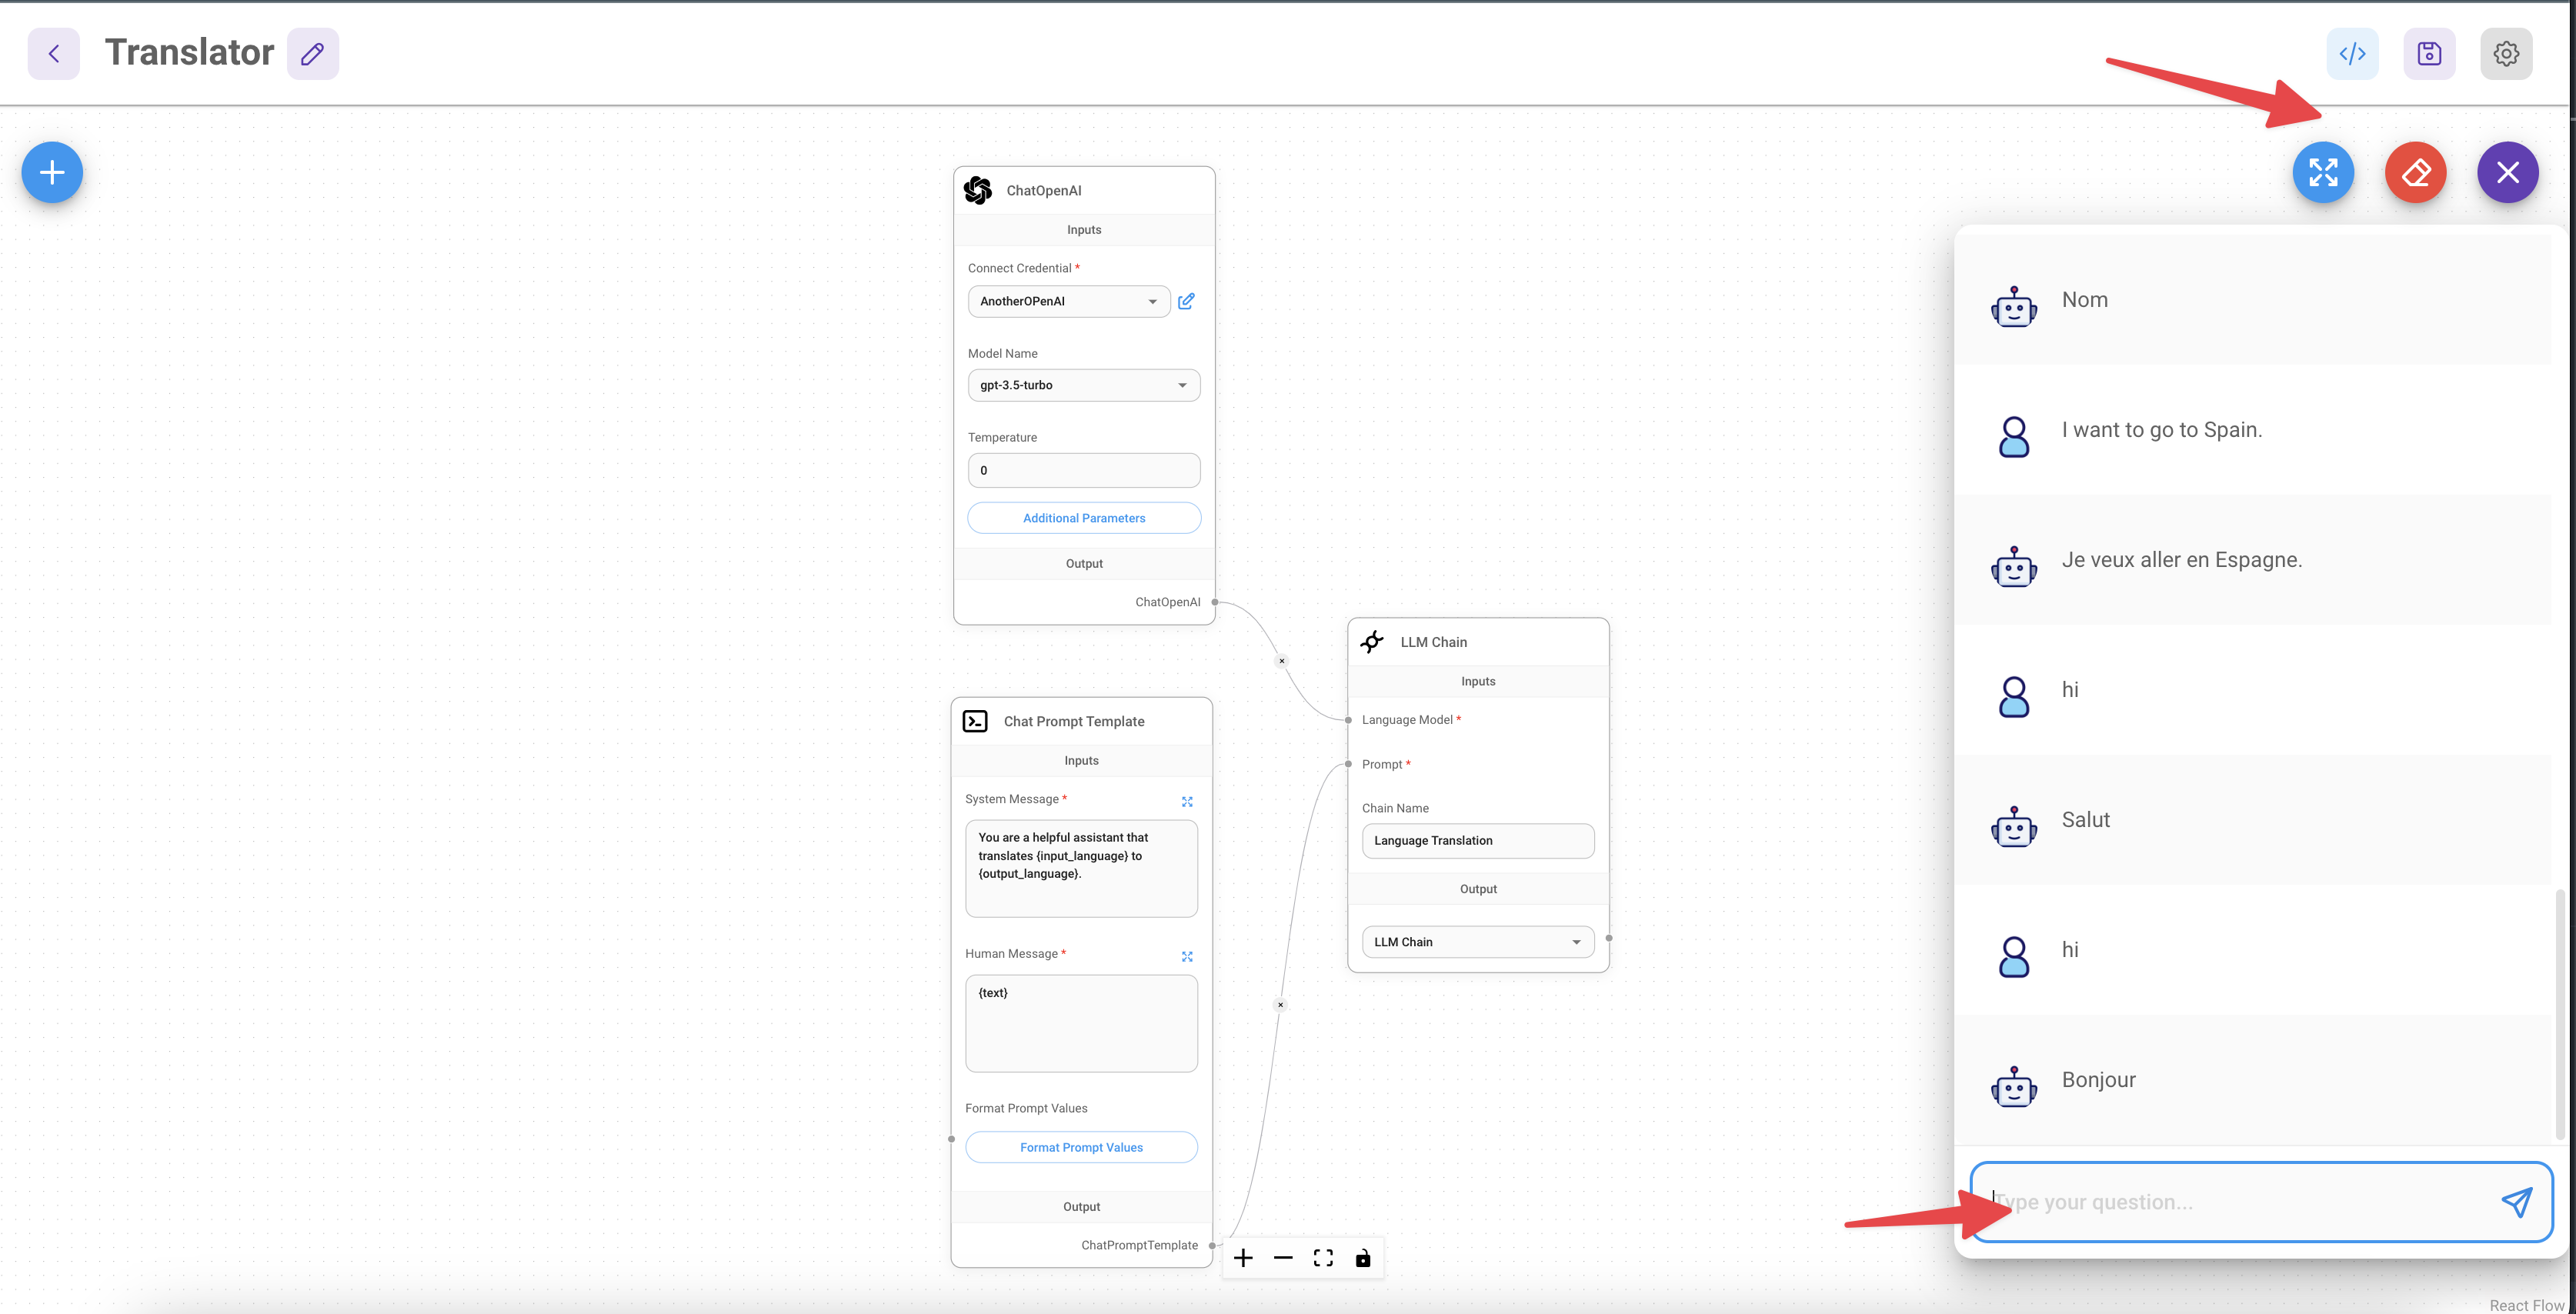 Translator
ChatOpenAI
Inputs
Connect Credential *
AnotherOPenAI
Model Name
gpt-3.5-turbo
Temperature
0
Additional Parameters
Output
ChatOpenAI
Chat Prompt Template
Inputs
System Message *
You are a helpful assistant that
translates {input_language} to
{output_language}.
Human Message *
{text}
Format Prompt Values
Format Prompt Values
Output
ChatPromptTemplate
LLM Chain
Inputs
Language Model *
Prompt *
Chain Name
Language Translation
Output
LLM Chain
Nom
I want to go to Spain.
Je veux aller en Espagne.
hi
Salut
hi
Bonjour
Type your question...
React Flow